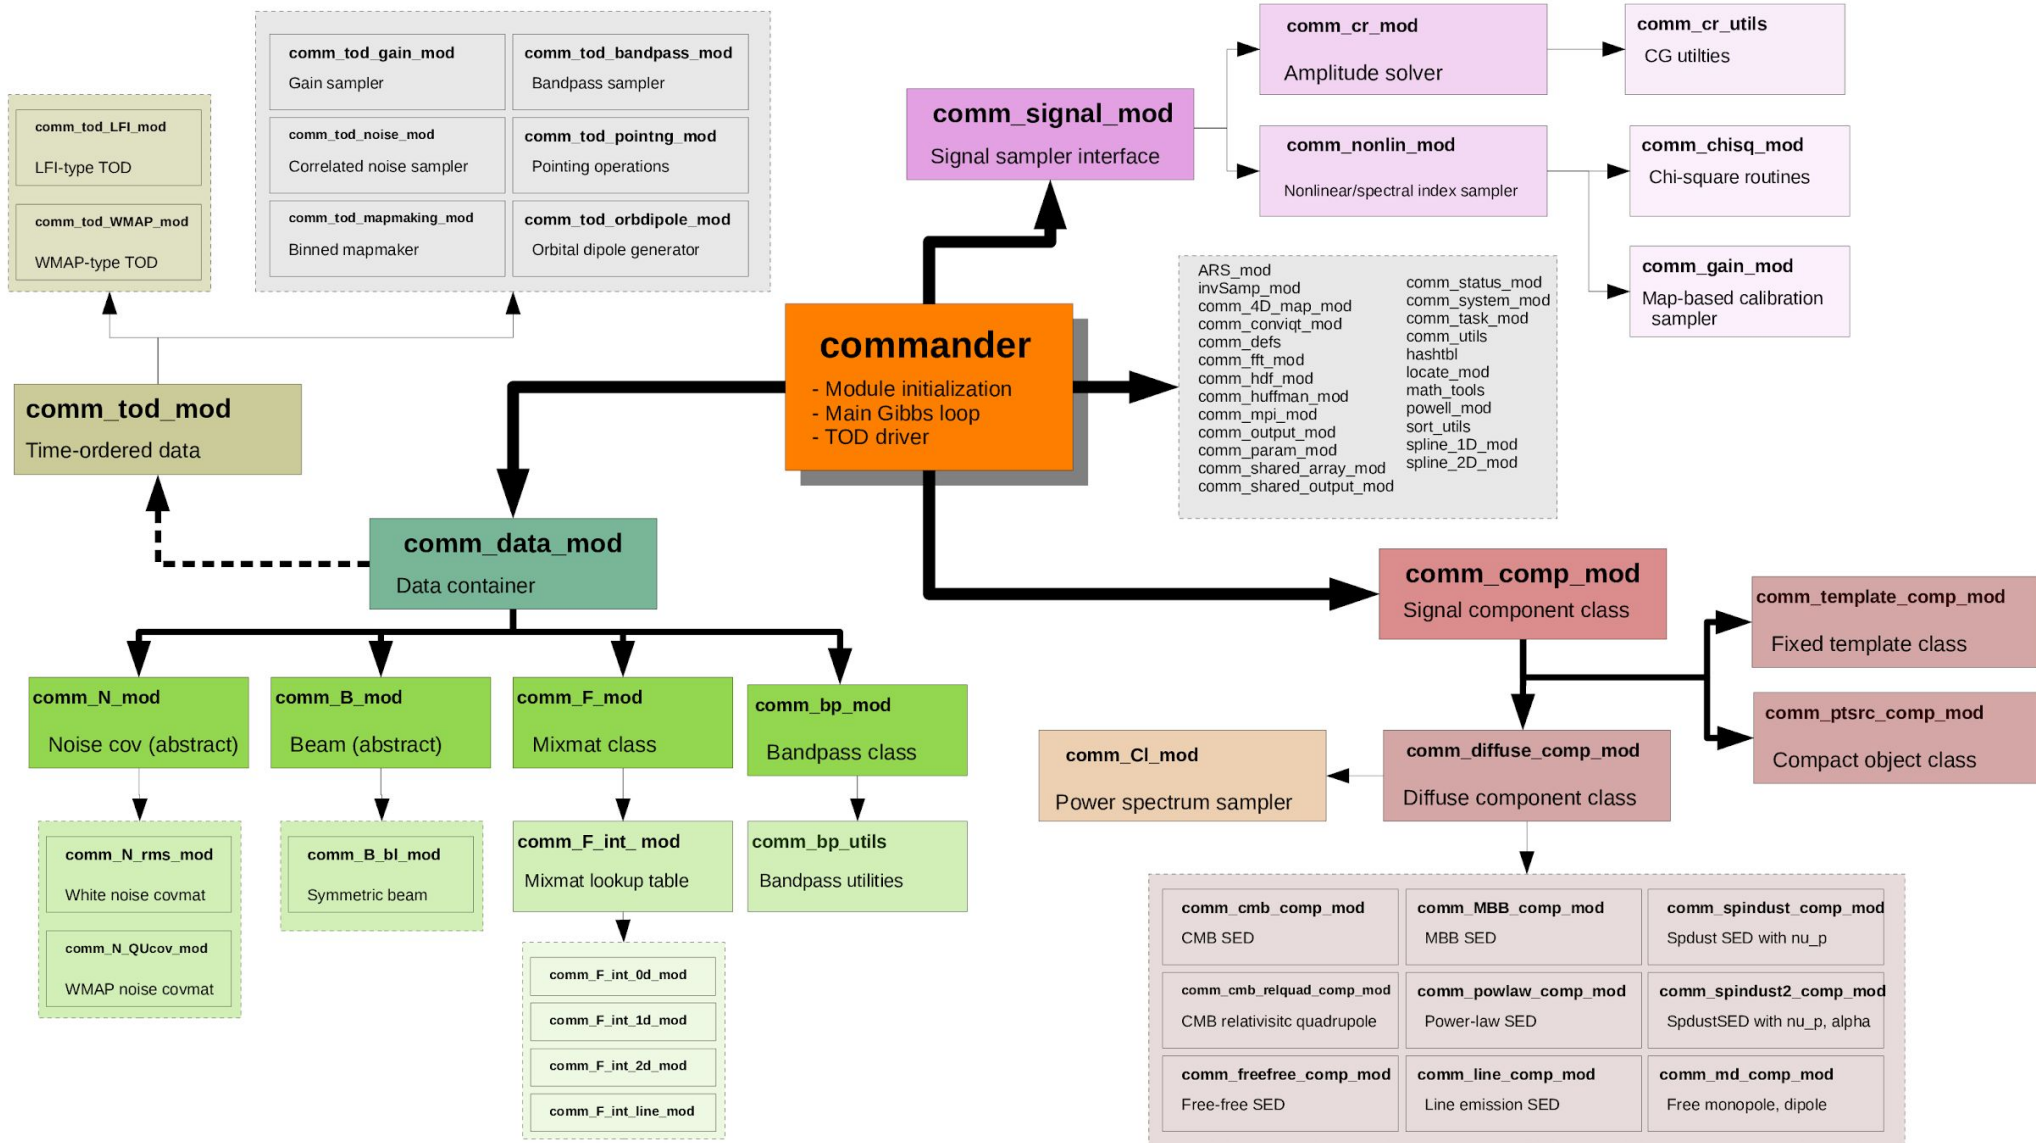 comm_tod_gain_mod
Gain sampler
comm_tod_bandpass_mod
Bandpass sampler
comm_tod_noise_mod
Correlated noise sampler
comm_tod_pointng_mod
Pointing operations
comm_tod_mapmaking_mod
Binned mapmaker
comm_tod_orbdipole_mod
Orbital dipole generator
comm_tod_LFI_mod
LFI-type TOD
comm_tod_WMAP_mod
WMAP-type TOD
comm_tod_mod
Time-ordered data
comm_signal_mod
Signal sampler interface
comm_cr_mod
Amplitude solver
comm_cr_utils
CG utilties
comm_nonlin_mod
Nonlinear/spectral index sampler
comm_chisq_mod
Chi-square routines
comm_gain_mod
Map-based calibration
sampler
commander
- Module initialization
- Main Gibbs loop
- TOD driver
ARS_mod
invSamp_mod
comm_4D_map_mod
comm_conviqt_mod
comm_defs
comm_fft_mod
comm_hdf_mod
comm_huffman_mod
comm_mpi_mod
comm_output_mod
comm_param_mod
comm_shared_array_mod
comm_shared_output_mod
comm_status_mod
comm_system_mod
comm_task_mod
comm_utils
hashtbl
locate_mod
math_tools
powell_mod
sort_utils
spline_1D_mod
spline_2D_mod
comm_data_mod
Data container
comm_N_mod
Noise cov (abstract)
comm_B_mod
Beam (abstract)
comm_F_mod
Mixmat class
comm_bp_mod
Bandpass class
comm_N_rms_mod
White noise covmat
comm_N_QUcov_mod
WMAP noise covmat
comm_B_bl_mod
Symmetric beam
comm_F_int_ mod
Mixmat lookup table
comm_bp_utils
Bandpass utilities
comm_F_int_0d_mod
comm_F_int_1d_mod
comm_F_int_2d_mod
comm_F_int_line_mod
comm_comp_mod
Signal component class
comm_template_comp_mod
Fixed template class
comm_ptsrc_comp_mod
Compact object class
comm_Cl_mod
Power spectrum sampler
comm_diffuse_comp_mod
Diffuse component class
comm_cmb_comp_mod
CMB SED
comm_MBB_comp_mod
MBB SED
comm_spindust_comp_mod
Spdust SED with nu_p
comm_cmb_relquad_comp_mod
CMB relativisitc quadrupole
comm_powlaw_comp_mod
Power-law SED
comm_spindust2_comp_mod
SpdustSED with nu_p, alpha
comm_freefree_comp_mod
Free-free SED
comm_line_comp_mod
Line emission SED
comm_md_comp_mod
Free monopole, dipole